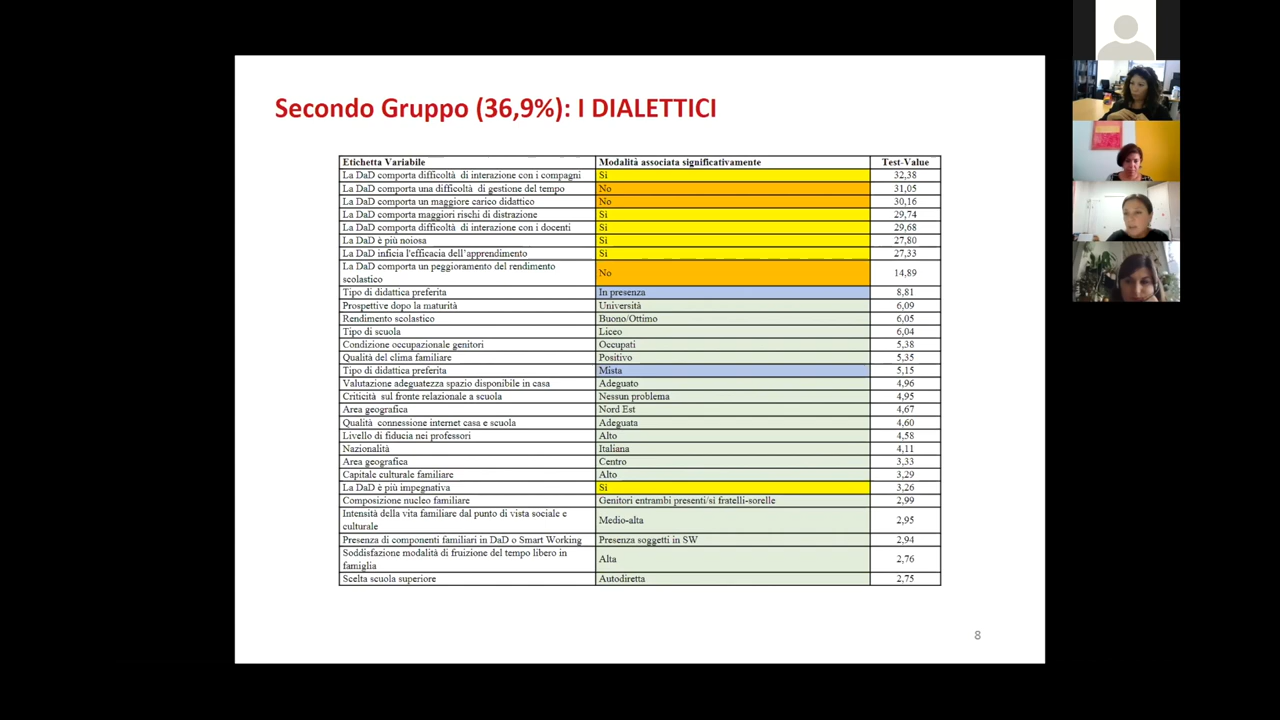 Secondo Gruppo (36,9%): I DIALETTICI
Etichetta Variabile Modalità associata significativamente Test-Value
La DaD comporta difficoltà di interazione con i compagni Sì 32,38
La DaD comporta una difficoltà di gestione del tempo No 31,05
La DaD comporta un maggiore carico didattico No 30,16
La DaD comporta maggiori rischi di distrazione Sì 29,74
La DaD comporta difficoltà di interazione con i docenti Sì 29,68
La DaD è più noiosa Sì 27,80
La DaD inficia l'efficacia dell'apprendimento Sì 27,33
La DaD comporta un peggioramento del rendimento
scolastico No 14,89
Tipo di didattica preferita In presenza 8,81
Prospettive dopo la maturità Università 6,09
Rendimento scolastico Buono/Ottimo 6,05
Tipo di scuola Liceo 6,04
Condizione occupazionale genitori Occupati 5,38
Qualità del clima familiare Positivo 5,35
Tipo di didattica preferita Mista 5,15
Valutazione adeguatezza spazio disponibile in casa Adeguato 4,96
Criticità sul fronte relazionale a scuola Nessun problema 4,95
Area geografica Nord Est 4,67
Qualità connessione internet casa e scuola Adeguata 4,60
Livello di fiducia nei professori Alto 4,58
Nazionalità Italiana 4,11
Area geografica Centro 3,33
Capitale culturale familiare Alto 3,29
La DaD è più impegnativa Sì 3,26
Composizione nucleo familiare Genitori entrambi presenti/sì fratelli-sorelle 2,99
Intensità della vita familiare dal punto di vista sociale e
culturale Medio-alta 2,95
Presenza di componenti familiari in DaD o Smart Working Presenza soggetti in SW 2,94
Soddisfazione modalità di fruizione del tempo libero in
famiglia Alta 2,76
Scelta scuola superiore Autodiretta 2,75
8